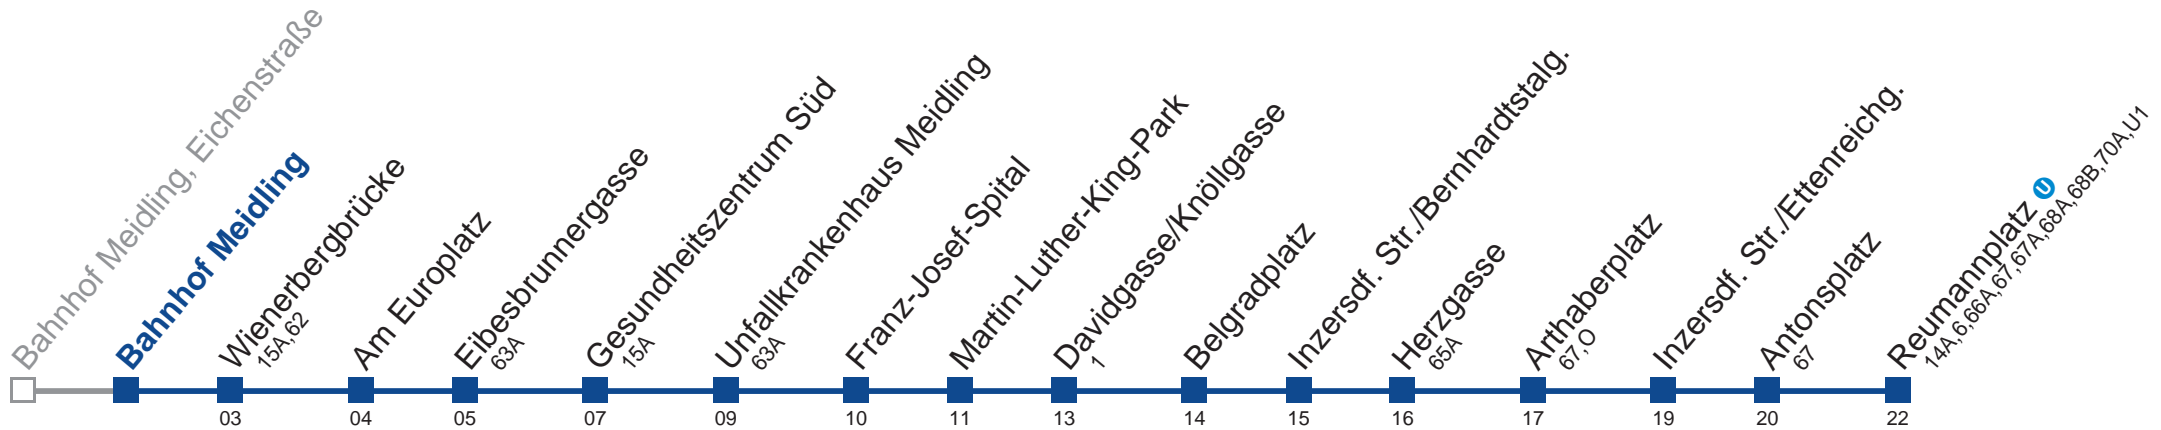 Bahnhof Meidling, Eichenstraße
Bahnhof Meidling
Wienerbergbrücke
15A,62
03
Am Europlatz
04
Eibesbrunnergasse
63A
05
Gesundheitszentrum Süd
15A
07
Unfallkrankenhaus Meidling
63A
09
Franz-Josef-Spital
10
Martin-Luther-King-Park
11
Davidgasse/Knöllgasse
1
13
Belgradplatz
14
Inzersdf. Str./Bernhardtstalg.
15
Herzgasse
65A
16
Arthaberplatz
67,O
17
Inzersdf. Str./Ettenreichg.
19
Antonsplatz
67
20
Reumannplatz U
14A,6,66A,67,67A,68A,68B,70A,U1
22